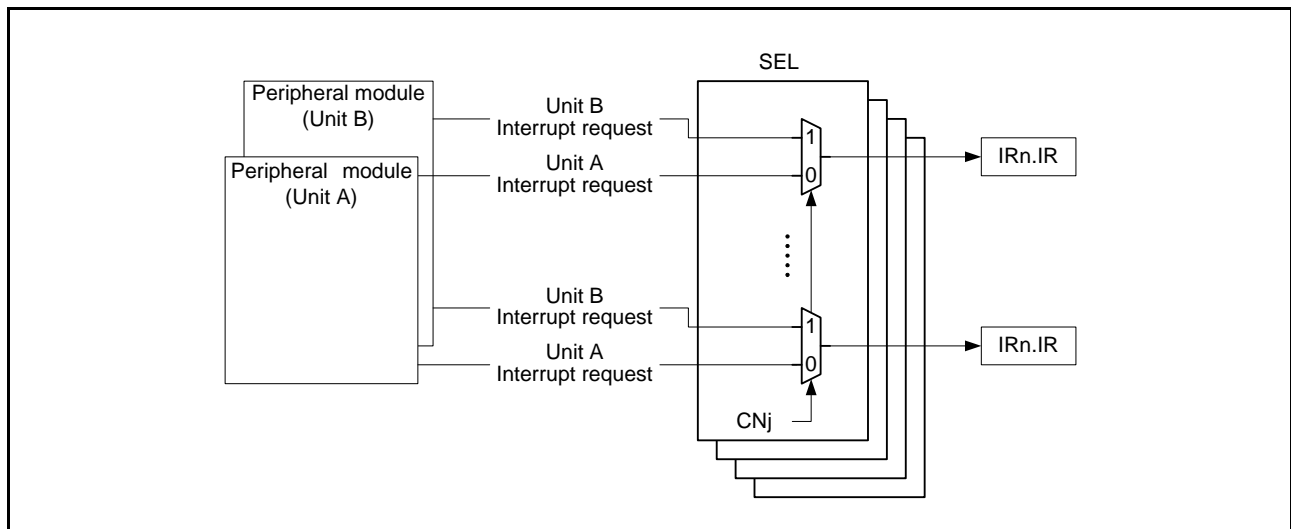 SEL
Peripheral module
(Unit B)
Unit B
Interrupt request
1
IRn.IR
Peripheral module
(Unit A)
Unit A
Interrupt request
0
Unit B
Interrupt request
1
IRn.IR
Unit A
Interrupt request
0
CNj